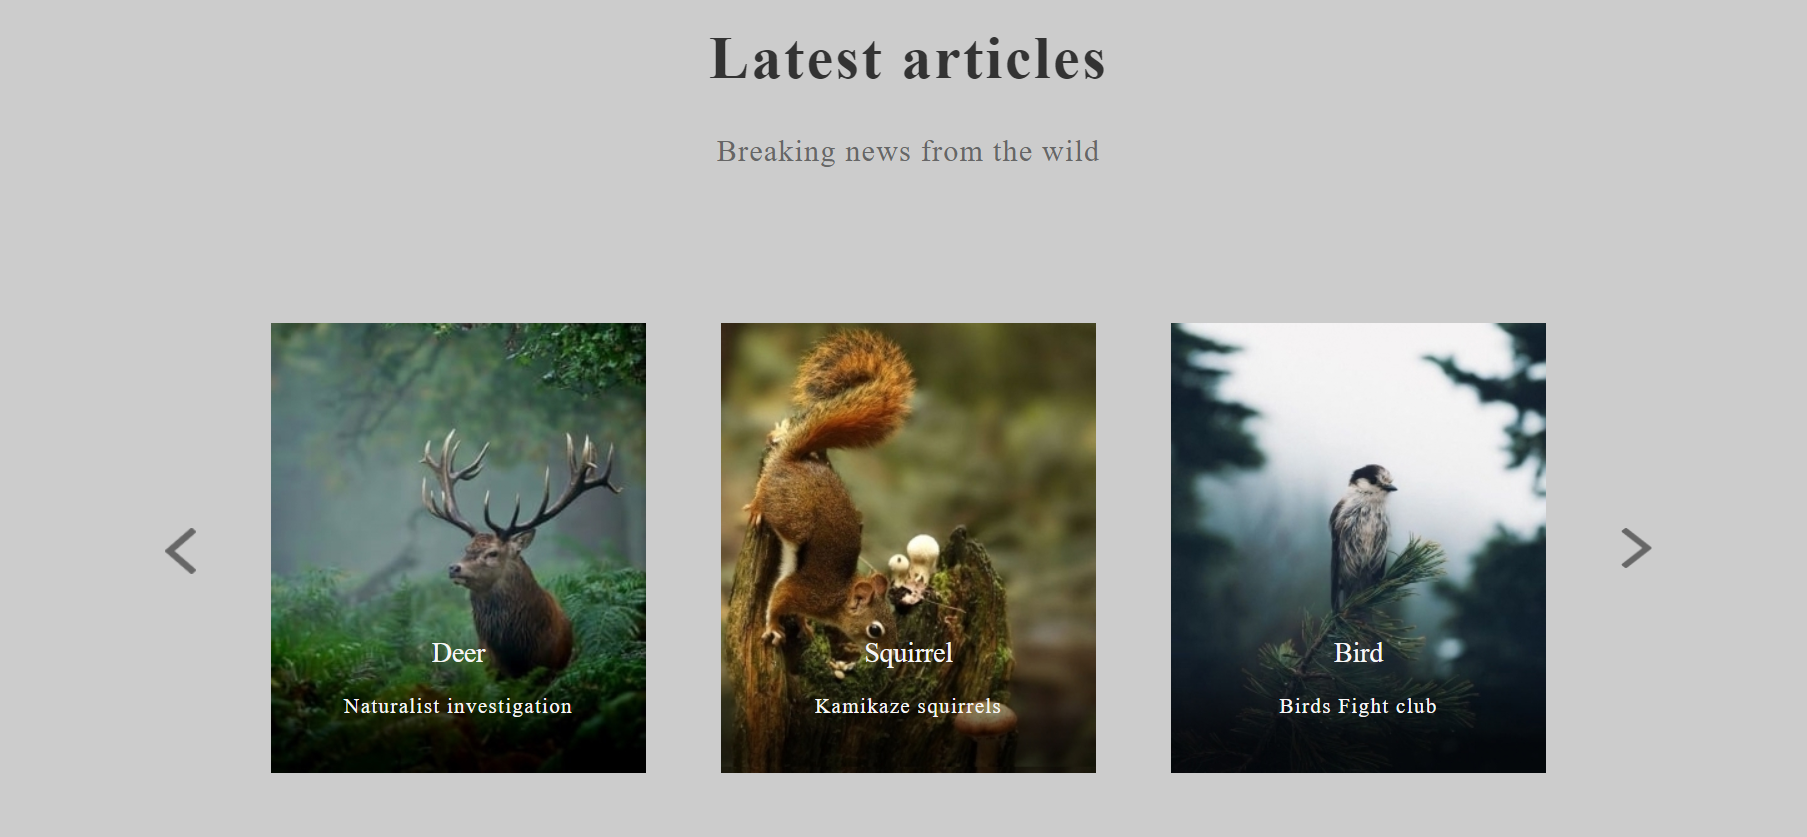 Latest articles
Breaking news from the wild
Deer
Naturalist investigation
Squirrel
Kamikaze squirrels
Bird
Birds Fight club